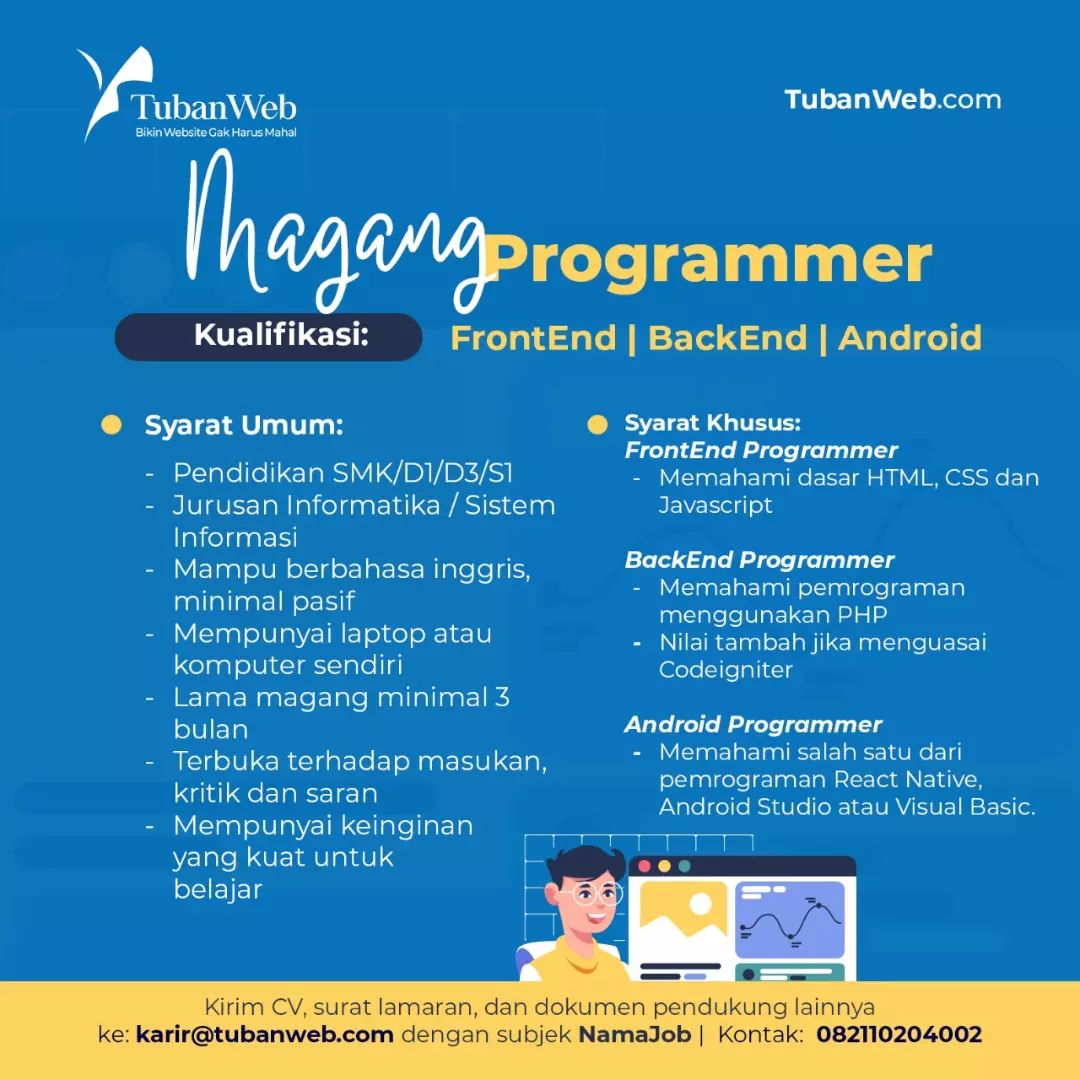 TubanWeb
Bikin Website Gak Harus Mahal
TubanWeb.com
Magang Programmer
Kualifikasi:
FrontEnd | BackEnd | Android
Syarat Umum:
- Pendidikan SMK/D1/D3/S1
- Jurusan Informatika / Sistem
Informasi
- Mampu berbahasa inggris,
minimal pasif
- Mempunyai laptop atau
komputer sendiri
- Lama magang minimal 3
bulan
- Terbuka terhadap masukan,
kritik dan saran
- Mempunyai keinginan
yang kuat untuk
belajar
Syarat Khusus:
FrontEnd Programmer
- Memahami dasar HTML, CSS dan
Javascript
BackEnd Programmer
- Memahami pemrograman
menggunakan PHP
- Nilai tambah jika menguasai
Codeigniter
Android Programmer
- Memahami salah satu dari
pemrograman React Native,
Android Studio atau Visual Basic.
Kirim CV, surat lamaran, dan dokumen pendukung lainnya
ke: karir@tubanweb.com dengan subjek NamaJob | Kontak: 082110204002